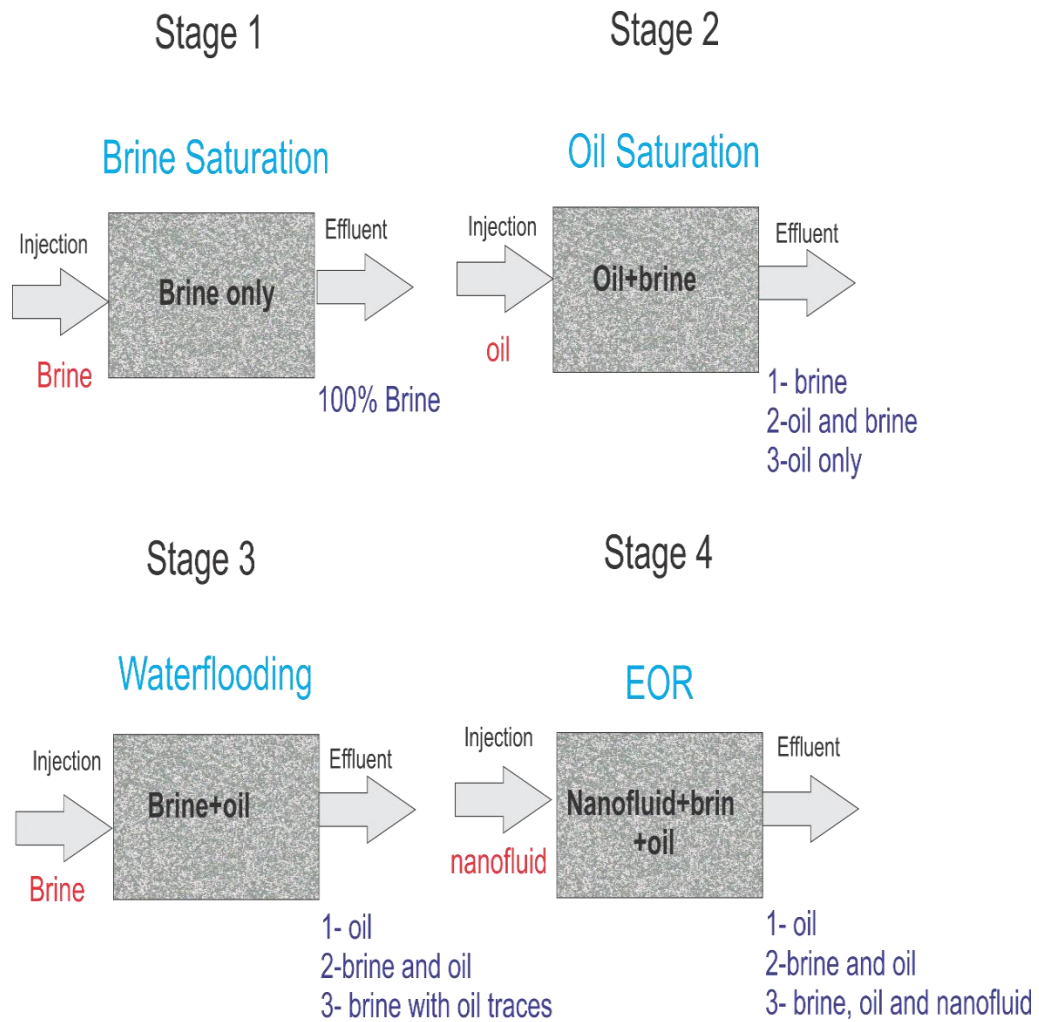 Stage 1
Brine Saturation
Injection
Effluent
Brine only
Brine
100% Brine
Stage 2
Oil Saturation
Injection
Effluent
Oil+brine
oil
1- brine
2-oil and brine
3-oil only
Stage 3
Waterflooding
Injection
Effluent
Brine+oil
Brine
1- oil
2-brine and oil
3- brine with oil traces
Stage 4
EOR
Injection
Effluent
Nanofluid+brin
+oil
nanofluid
1- oil
2-brine and oil
3- brine, oil and nanofluid